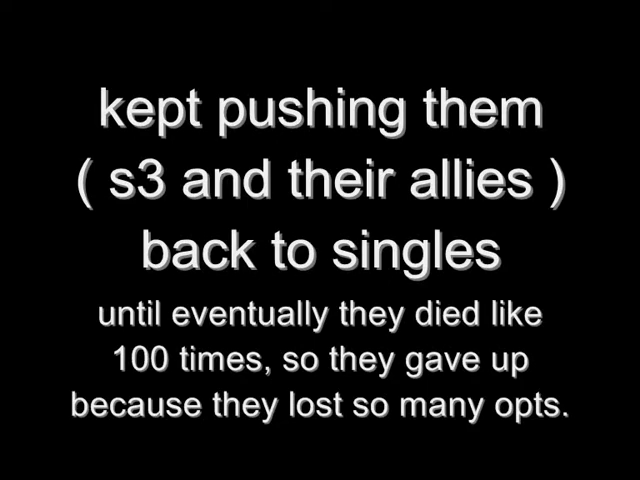 kept pushing them
( s3 and their allies )
back to singles
until eventually they died like
100 times, so they gave up
because they lost so many opts.